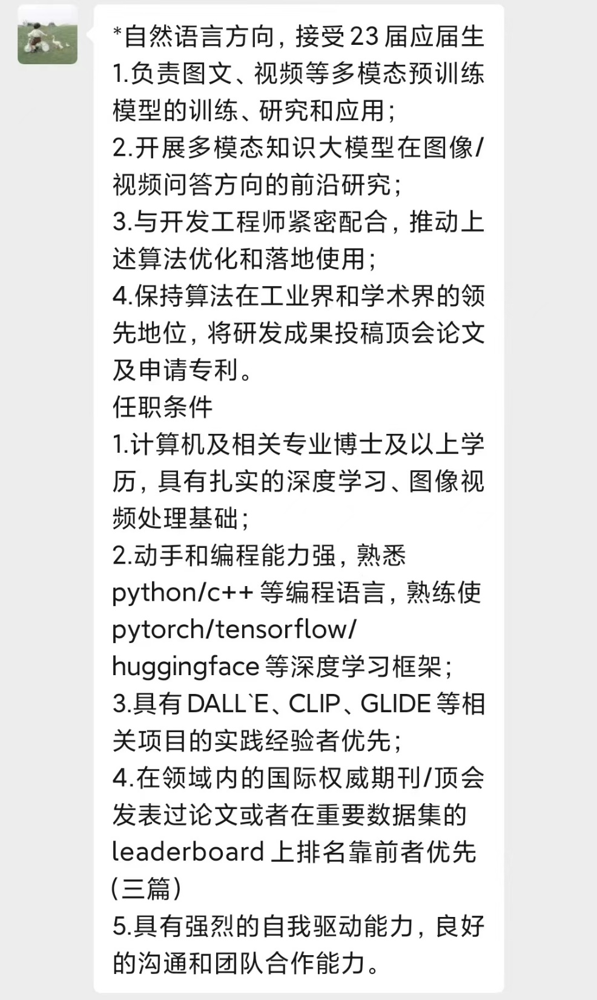 *自然语言方向，接受23届应届生
1.负责图文、视频等多模态预训练
模型的训练、研究和应用；
2.开展多模态知识大模型在图像/
视频问答方向的前沿研究；
3.与开发工程师紧密配合，推动上
述算法优化和落地使用；
4.保持算法在工业界和学术界的领
先地位，将研发成果投稿顶会论文
及申请专利。
任职条件
1.计算机及相关专业博士及以上学
历，具有扎实的深度学习、图像视
频处理基础；
2.动手和编程能力强，熟悉
python/c++等编程语言，熟练使
pytorch/tensorflow/
huggingface等深度学习框架；
3.具有DALL`E、CLIP、GLIDE等相
关项目的实践经验者优先；
4.在领域内的国际权威期刊/顶会
发表过论文或者在重要数据集的
leaderboard上排名靠前者优先
(三篇)
5.具有强烈的自我驱动能力，良好
的沟通和团队合作能力。